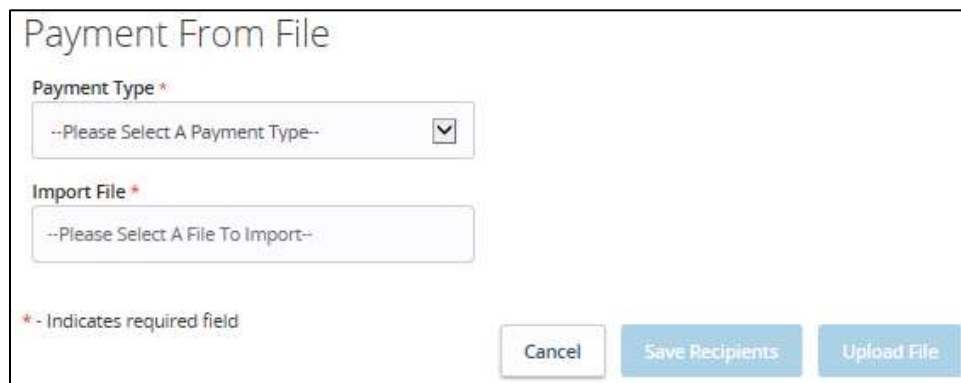 Payment From File
Payment Type *
--Please Select A Payment Type--
Import File *
--Please Select A File To Import--
* - Indicates required field
Cancel
Save Recipients
Upload File